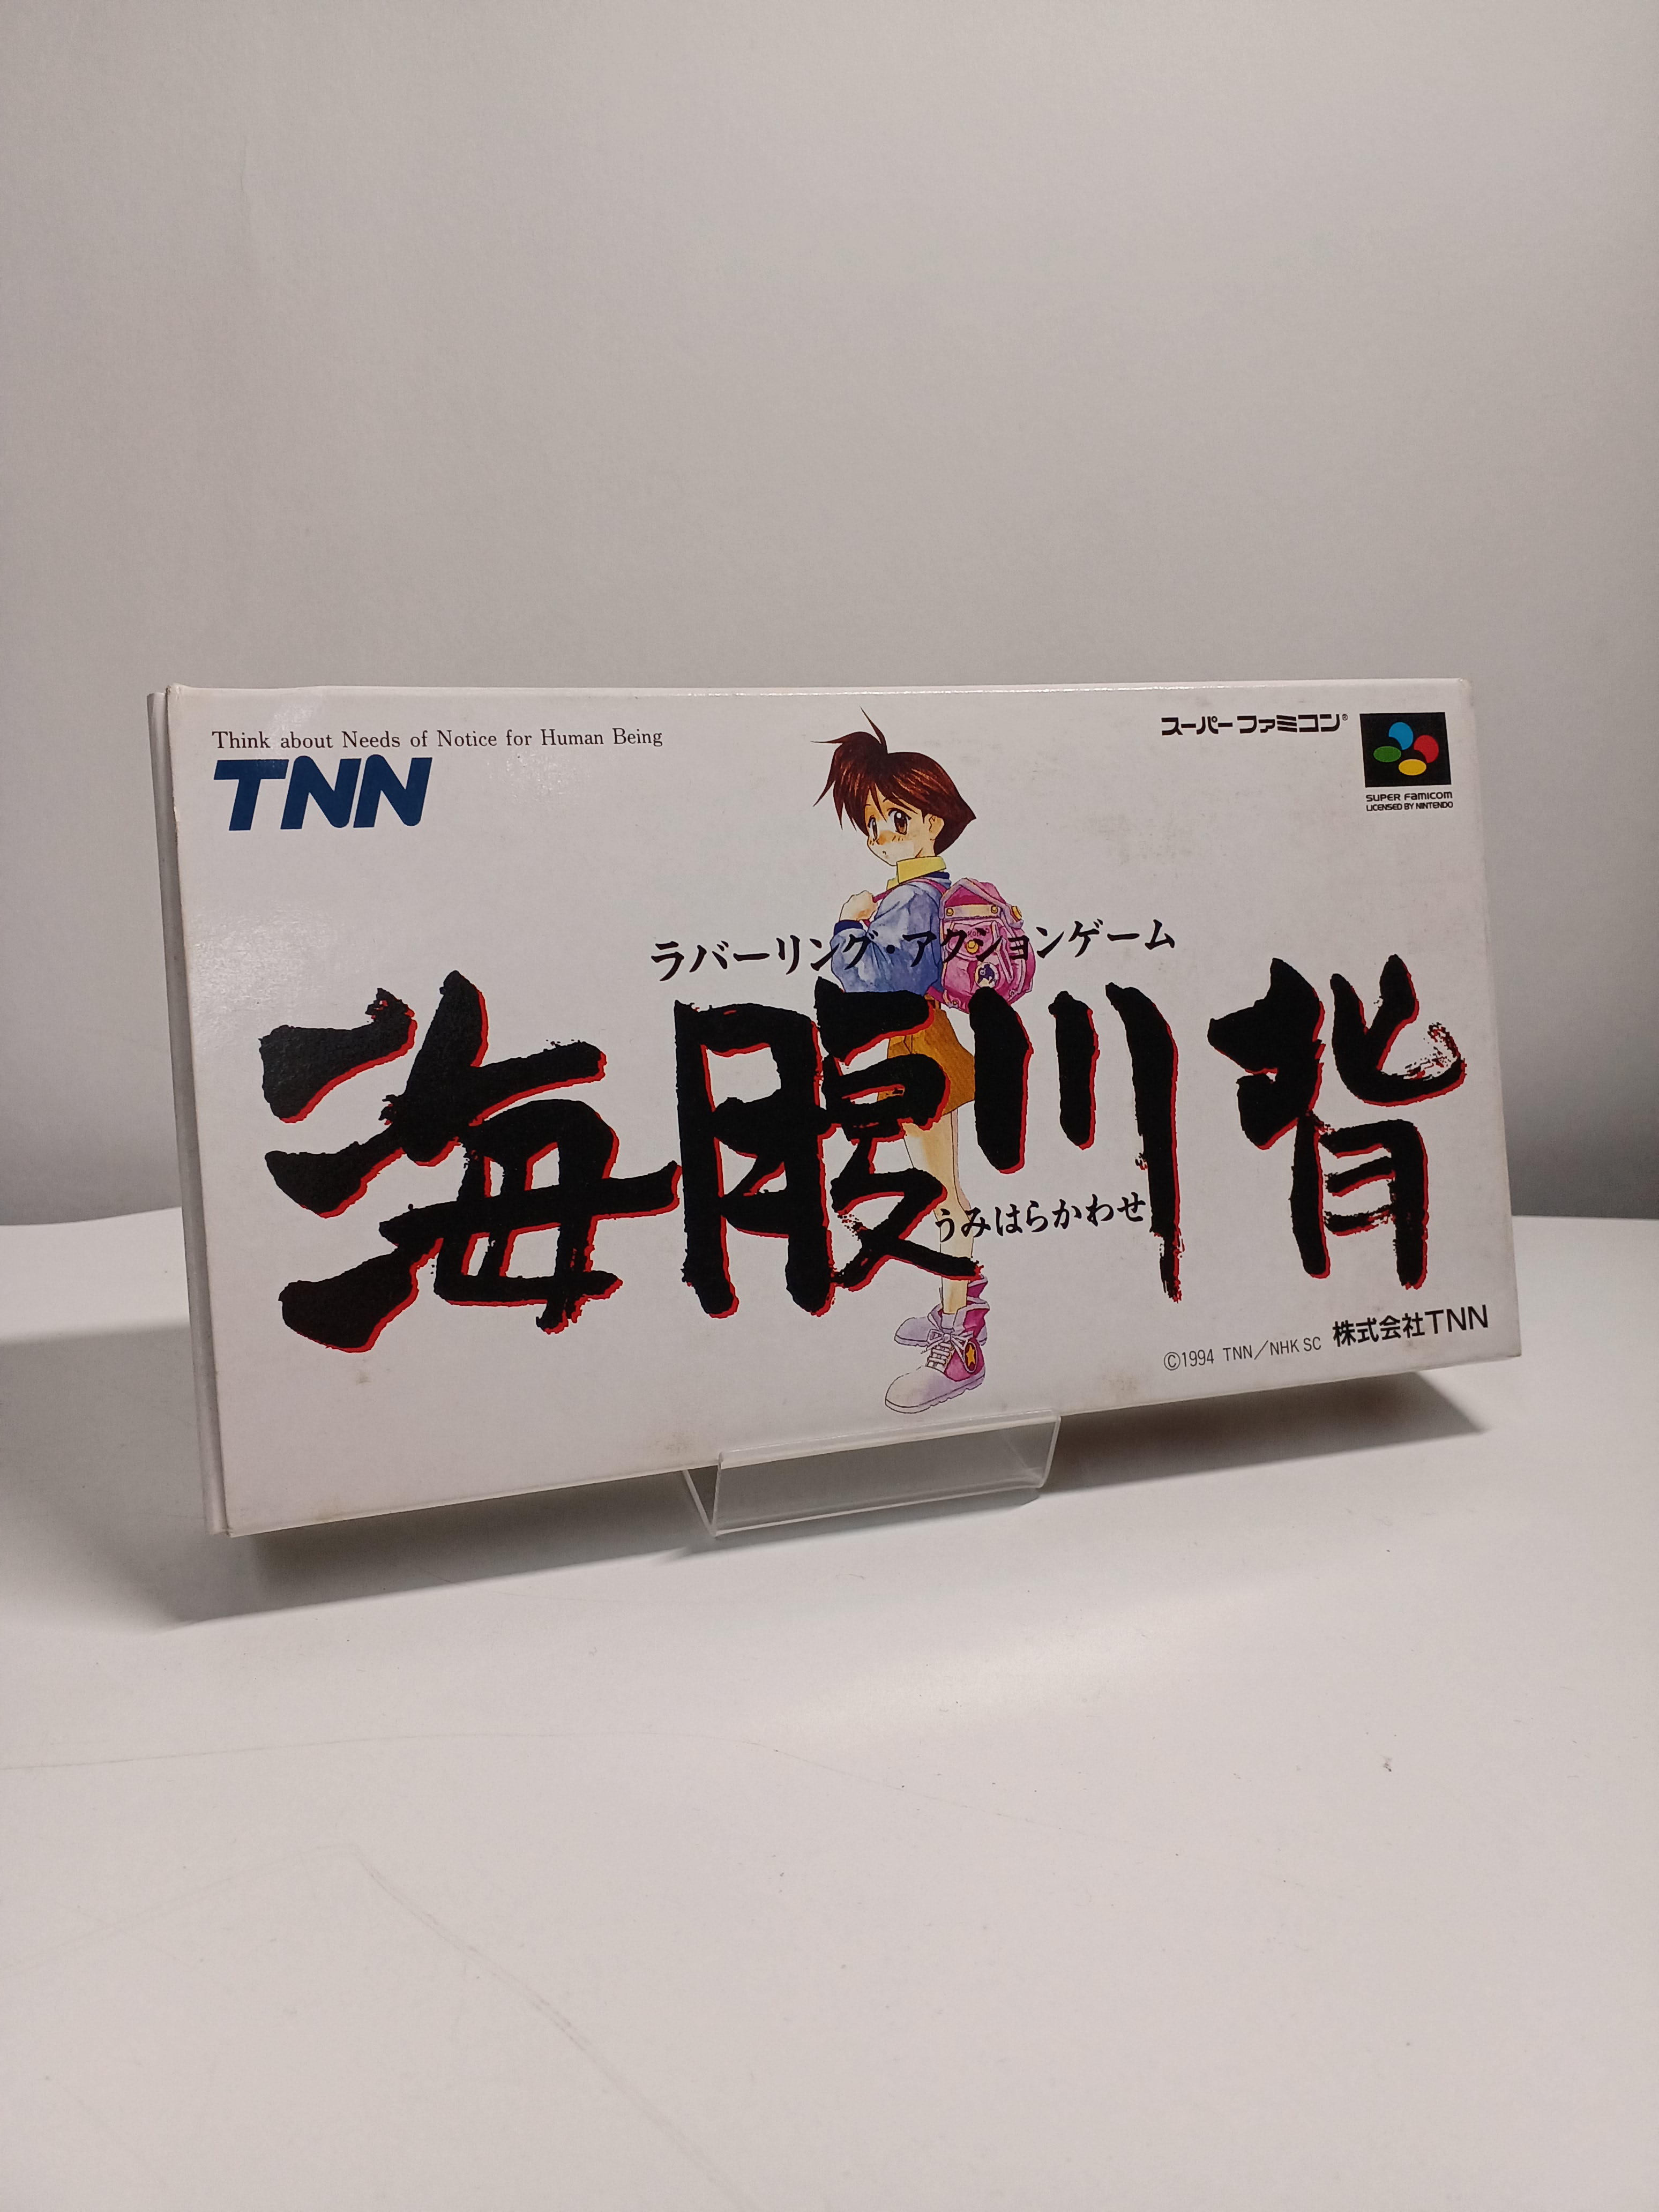 Think about Needs of Notice for Human Being
TNN
スーパーファミコン®
SUPER FAMICOM
LICENSED BY NINTENDO
ラバーリング・アクションゲーム
海腹川背
うみはらかわせ
©1994 TNN/NHK SC 株式会社TNN